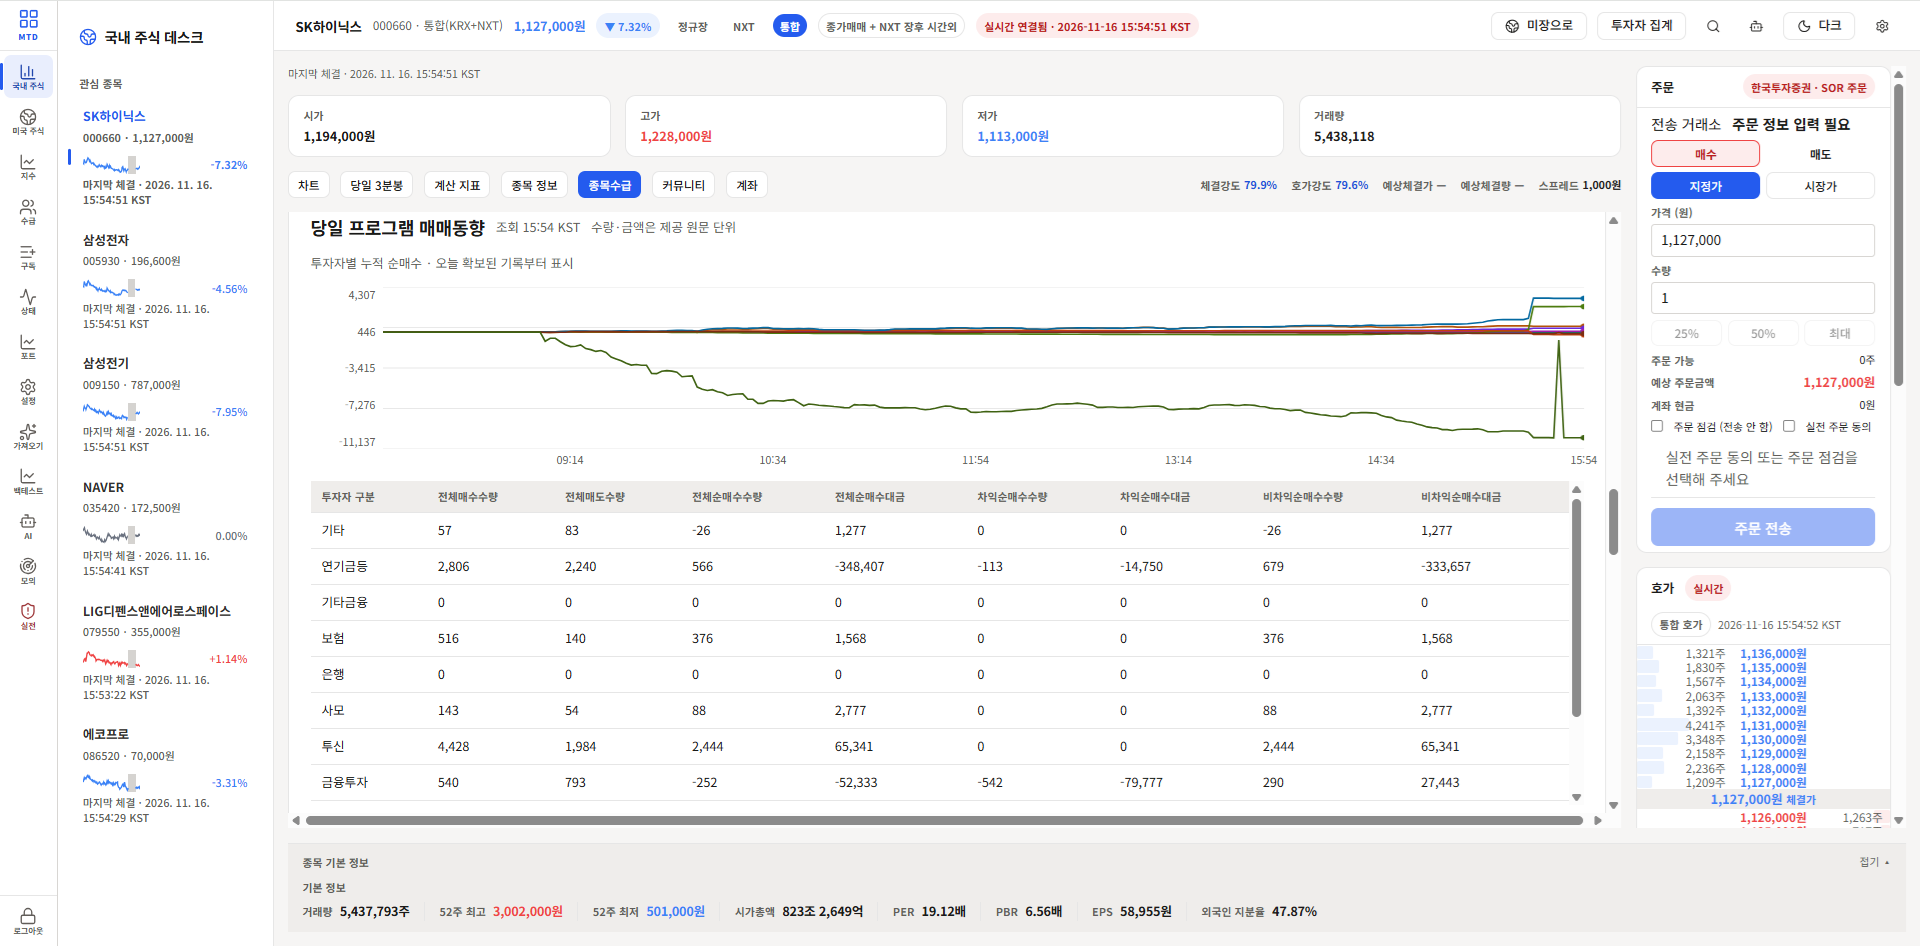 MTD
국내 주식
미국 주식
지수
수급
구독
상태
포트
설정
가져오기
백테스트
AI
모의
실전
로그아웃
국내 주식 데스크
관심 종목
SK하이닉스
000660 · 1,127,000원
-7.32%
마지막 체결 · 2026. 11. 16.
15:54:51 KST
삼성전자
005930 · 196,600원
-4.56%
마지막 체결 · 2026. 11. 16.
15:54:51 KST
삼성전기
009150 · 787,000원
-7.95%
마지막 체결 · 2026. 11. 16.
15:54:51 KST
NAVER
035420 · 172,500원
0.00%
마지막 체결 · 2026. 11. 16.
15:54:41 KST
LIG디펜스앤에어로스페이스
079550 · 355,000원
+1.14%
마지막 체결 · 2026. 11. 16.
15:53:22 KST
에코프로
086520 · 70,000원
-3.31%
마지막 체결 · 2026. 11. 16.
15:54:29 KST
SK하이닉스 000660 · 통합(KRX+NXT) 1,127,000원 ▼7.32% 정규장 NXT 통합 종가매매 + NXT 장후 시간외 실시간 연결됨 · 2026-11-16 15:54:51 KST 미장으로 투자자 집계 다크
마지막 체결 · 2026. 11. 16. 15:54:51 KST
시가
1,194,000원
고가
1,228,000원
저가
1,113,000원
거래량
5,438,118
차트 당일 3분봉 계산 지표 종목 정보 종목수급 커뮤니티 계좌 체결강도 79.9% 호가강도 79.6% 예상체결가 — 예상체결량 — 스프레드 1,000원
당일 프로그램 매매동향 조회 15:54 KST 수량·금액은 제공 원문 단위
투자자별 누적 순매수 · 오늘 확보된 기록부터 표시
4,307
446
-3,415
-7,276
-11,137
09:14 10:34 11:54 13:14 14:34 15:54
투자자 구분 전체매수수량 전체매도수량 전체순매수수량 전체순매수대금 차익순매수수량 차익순매수대금 비차익순매수수량 비차익순매수대금
기타 57 83 -26 1,277 0 0 -26 1,277
연기금등 2,806 2,240 566 -348,407 -113 -14,750 679 -333,657
기타금융 0 0 0 0 0 0 0 0
보험 516 140 376 1,568 0 0 376 1,568
은행 0 0 0 0 0 0 0 0
사모 143 54 88 2,777 0 0 88 2,777
투신 4,428 1,984 2,444 65,341 0 0 2,444 65,341
금융투자 540 793 -252 -52,333 -542 -79,777 290 27,443
종목 기본 정보 접기
기본 정보
거래량 5,437,793주 52주 최고 3,002,000원 52주 최저 501,000원 시가총액 823조 2,649억 PER 19.12배 PBR 6.56배 EPS 58,955원 외국인 지분율 47.87%
주문 한국투자증권 · SOR 주문
전송 거래소 주문 정보 입력 필요
매수 매도
지정가 시장가
가격 (원)
1,127,000
수량
1
25% 50% 최대
주문 가능 0주
예상 주문금액 1,127,000원
계좌 현금 0원
주문 점검 (전송 안 함) 실전 주문 동의
실전 주문 동의 또는 주문 점검을
선택해 주세요
주문 전송
호가 실시간
통합 호가 2026-11-16 15:54:52 KST
1,321주 1,136,000원
1,830주 1,135,000원
1,567주 1,134,000원
2,063주 1,133,000원
1,392주 1,132,000원
4,241주 1,131,000원
3,348주 1,130,000원
2,158주 1,129,000원
2,236주 1,128,000원
1,209주 1,127,000원
1,127,000원 체결가
1,126,000원 1,263주